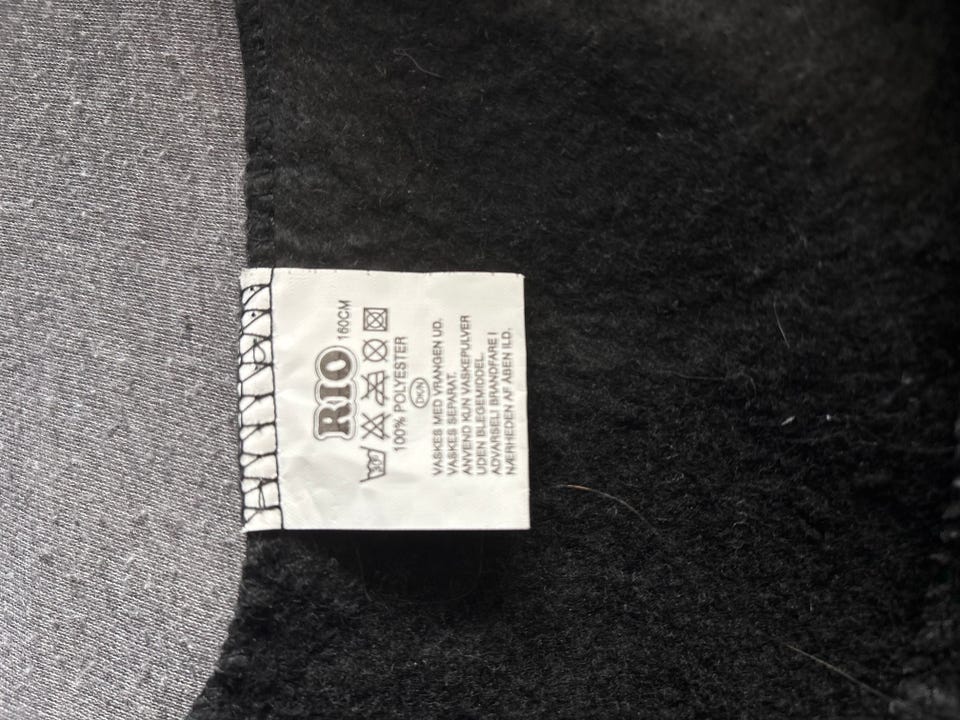 RIO 160CM
100% POLYESTER
DGN
VASKES MED VRANGEN UD.
VASKES SEPARAT.
ANVEND KUN VASKEPULVER
UDEN BLEGEMIDDEL.
ADVARSEL! BRANDFARE!
NÆRHEDEN AF ÅBEN ILD.